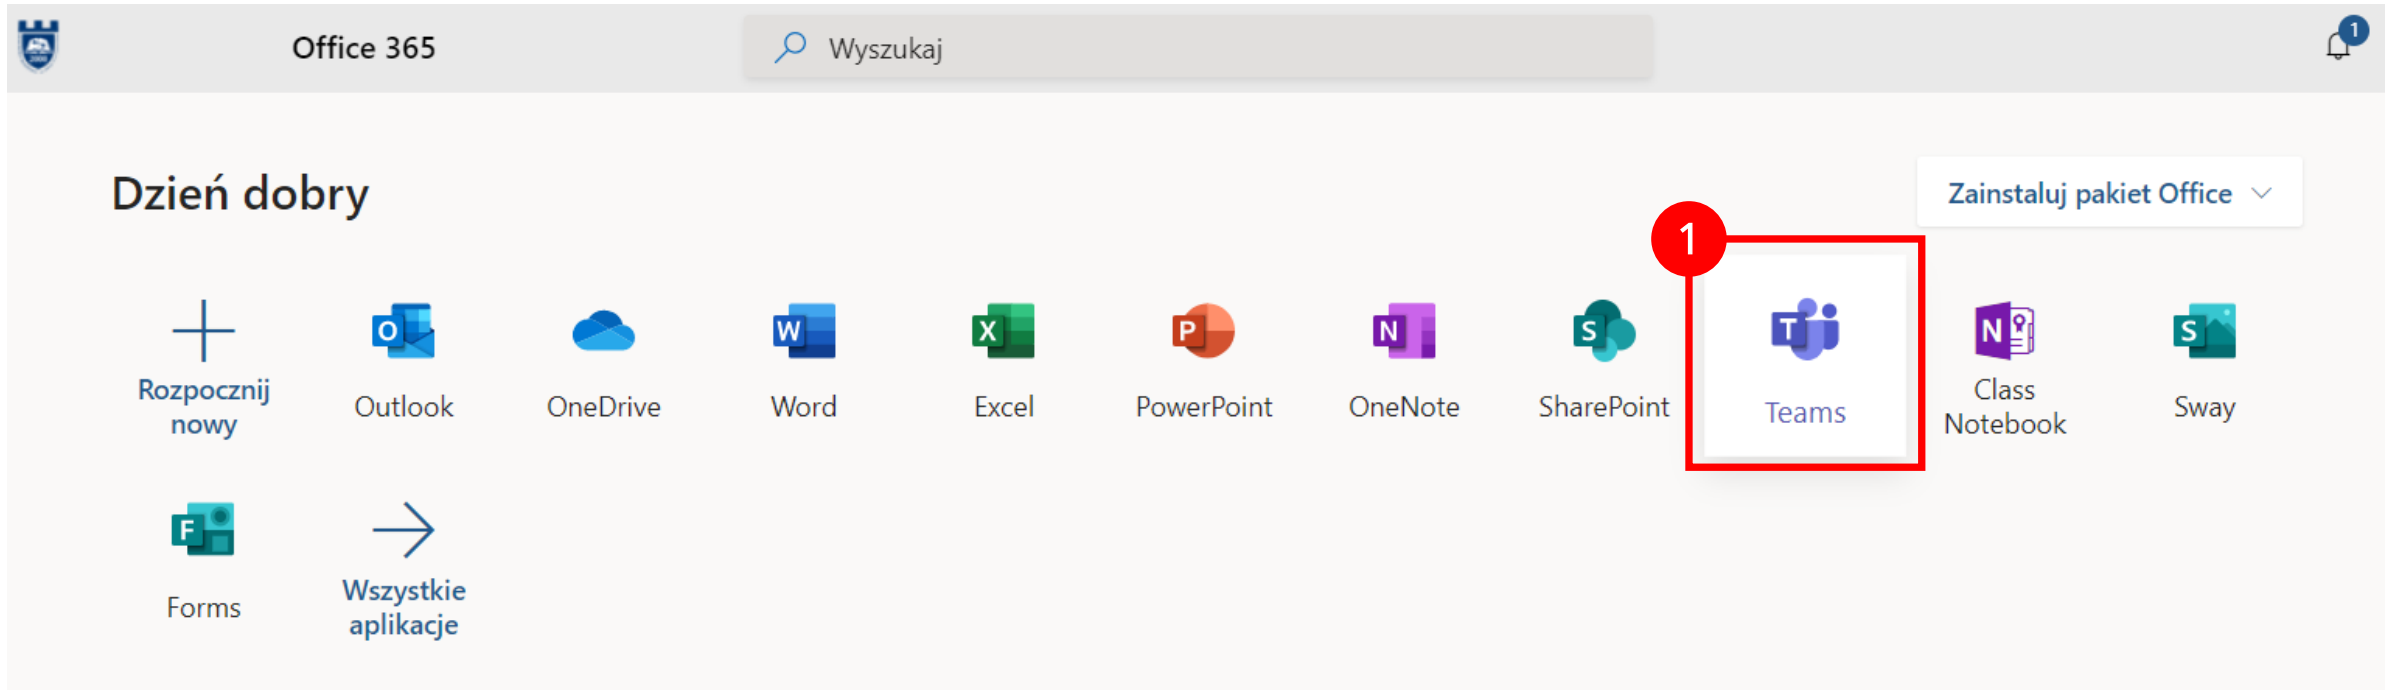 Office 365
Wyszukaj
1
Dzień dobry
Zainstaluj pakiet Office
1
Rozpocznij
nowy
Outlook
OneDrive
Word
Excel
PowerPoint
OneNote
SharePoint
Teams
Class
Notebook
Sway
Forms
Wszystkie
aplikacje